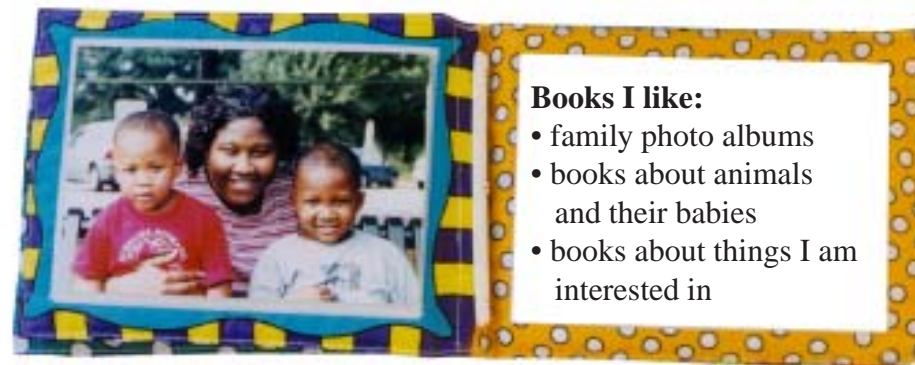 Books I like:
• family photo albums
• books about animals
and their babies
• books about things I am
interested in